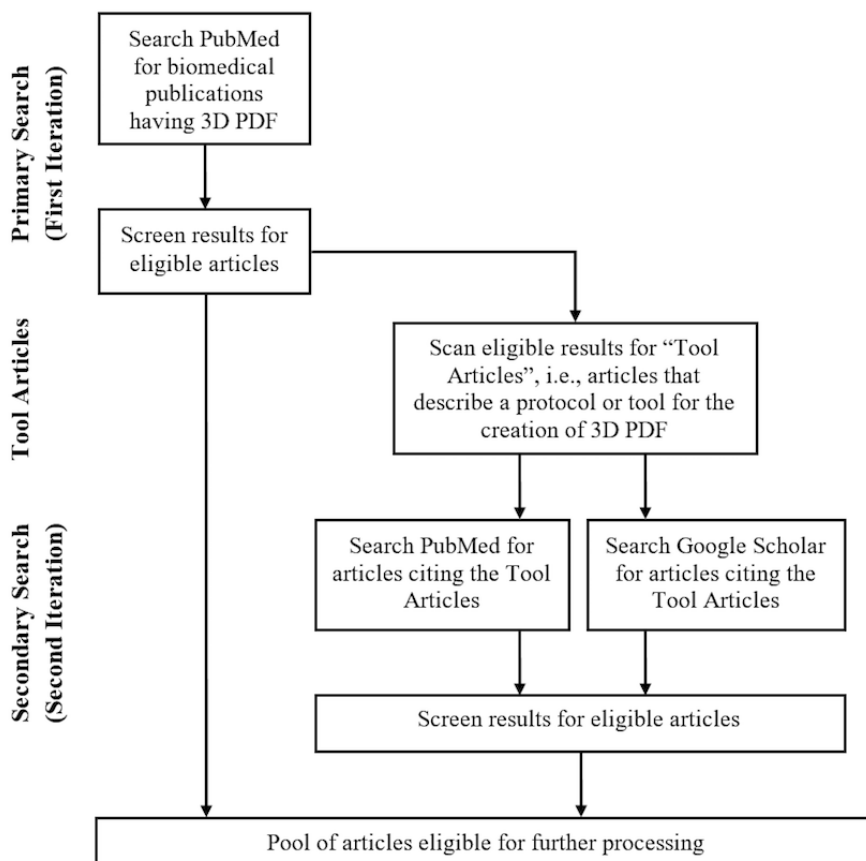 Primary Search
(First Iteration)
Search PubMed
for biomedical
publications
having 3D PDF
Screen results for
eligible articles
Tool Articles
Scan eligible results for “Tool
Articles”, i.e., articles that
describe a protocol or tool for the
creation of 3D PDF
Secondary Search
(Second Iteration)
Search PubMed for
articles citing the Tool
Articles
Search Google Scholar
for articles citing the
Tool Articles
Screen results for eligible articles
Pool of articles eligible for further processing